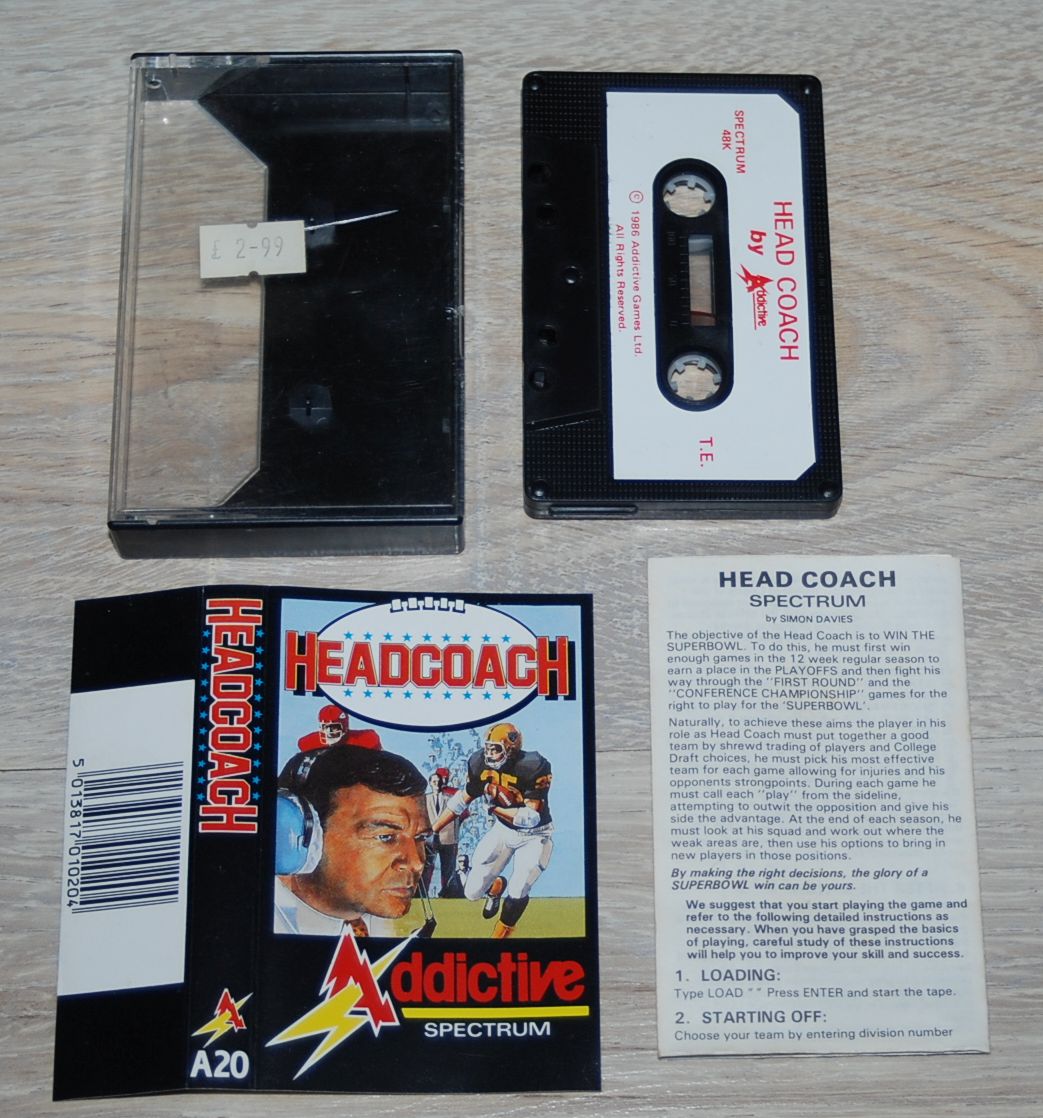 £ 2-99
SPECTRUM
48K
HEAD COACH
by Addictive
© 1986 Addictive Games Ltd.
All Rights Reserved.
T.E.
100 50 0
5 013817 010204
HEADCOACH
A20
HEADCOACH
35
Addictive
SPECTRUM
HEAD COACH
SPECTRUM
by SIMON DAVIES
The objective of the Head Coach is to WIN THE
SUPERBOWL. To do this, he must first win
enough games in the 12 week regular season to
earn a place in the PLAYOFFS and then fight his
way through the "FIRST ROUND" and the
"CONFERENCE CHAMPIONSHIP" games for the
right to play for the 'SUPERBOWL'.
Naturally, to achieve these aims the player in his
role as Head Coach must put together a good
team by shrewd trading of players and College
Draft choices, he must pick his most effective
team for each game allowing for injuries and his
opponents strongpoints. During each game he
must call each "play" from the sideline,
attempting to outwit the opposition and give his
side the advantage. At the end of each season, he
must look at his squad and work out where the
weak areas are, then use his options to bring in
new players in those positions.
By making the right decisions, the glory of a
SUPERBOWL win can be yours.
We suggest that you start playing the game and
refer to the following detailed instructions as
necessary. When you have grasped the basics
of playing, careful study of these instructions
will help you to improve your skill and success.
1. LOADING:
Type LOAD " " Press ENTER and start the tape.
2. STARTING OFF:
Choose your team by entering division number